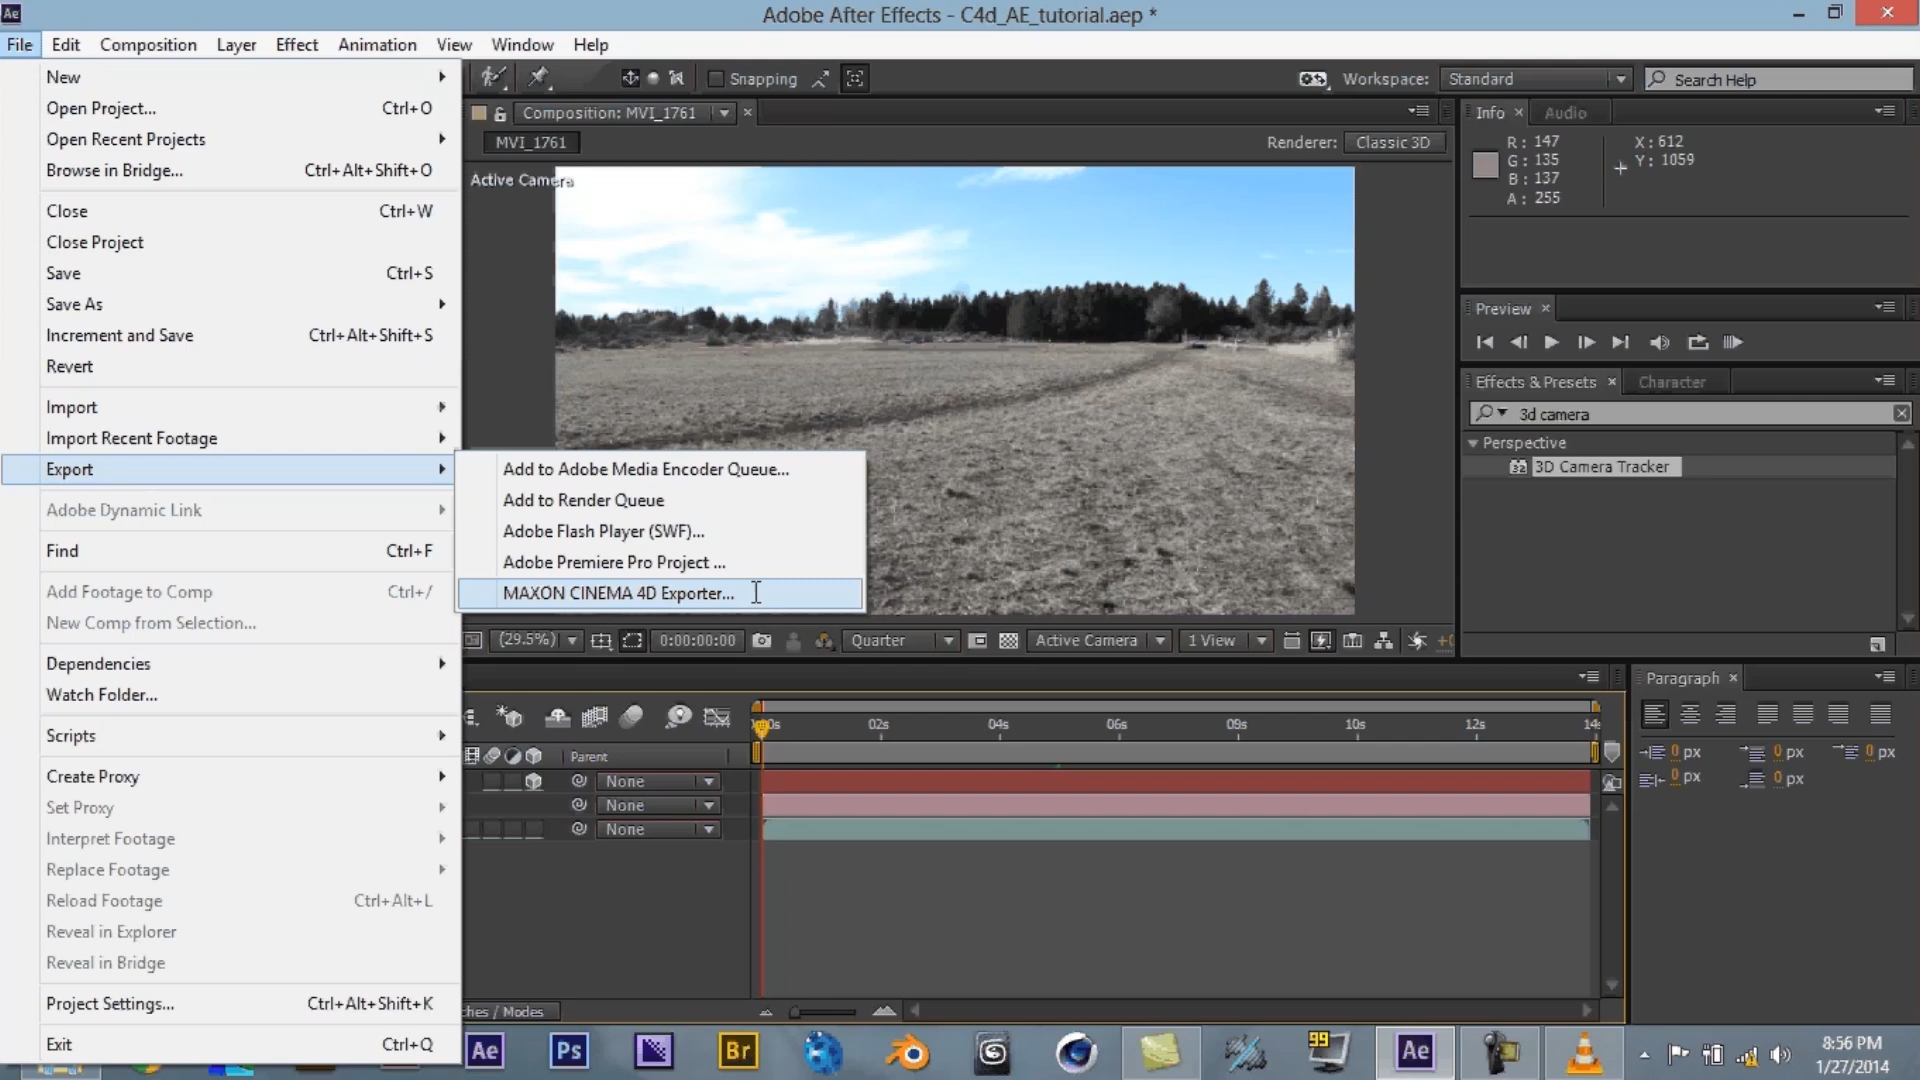 Ae
Adobe After Effects - C4d_AE_tutorial.aep *
File Edit Composition Layer Effect Animation View Window Help
New
Open Project... Ctrl+O
Open Recent Projects
Browse in Bridge... Ctrl+Alt+Shift+O
Close Ctrl+W
Close Project
Save Ctrl+S
Save As
Increment and Save Ctrl+Alt+Shift+S
Revert
Import
Import Recent Footage
Export
Adobe Dynamic Link
Find Ctrl+F
Add Footage to Comp Ctrl+/
New Comp from Selection...
Dependencies
Watch Folder...
Scripts
Create Proxy
Set Proxy
Interpret Footage
Replace Footage
Reload Footage Ctrl+Alt+L
Reveal in Explorer
Reveal in Bridge
Project Settings... Ctrl+Alt+Shift+K
Exit Ctrl+Q
Add to Adobe Media Encoder Queue...
Add to Render Queue
Adobe Flash Player (SWF)...
Adobe Premiere Pro Project ...
MAXON CINEMA 4D Exporter...
Snapping
Workspace: Standard
Search Help
Composition: MVI_1761
MVI_1761
Renderer: Classic 3D
Active Camera
(29.5%) 0:00:00:00 Quarter Active Camera 1 View
Info Audio
R: 147 X: 612
G: 135 Y: 1059
B: 137
A: 255
Preview
Effects & Presets Character
3d camera
Perspective
32 3D Camera Tracker
Paragraph
0 px 0 px 0 px
0 px 0 px
02s 04s 06s 09s 10s 12s
Parent
None
None
None
ches / Modes
Ae Ps Br 99 Ae
8:56 PM
1/27/2014